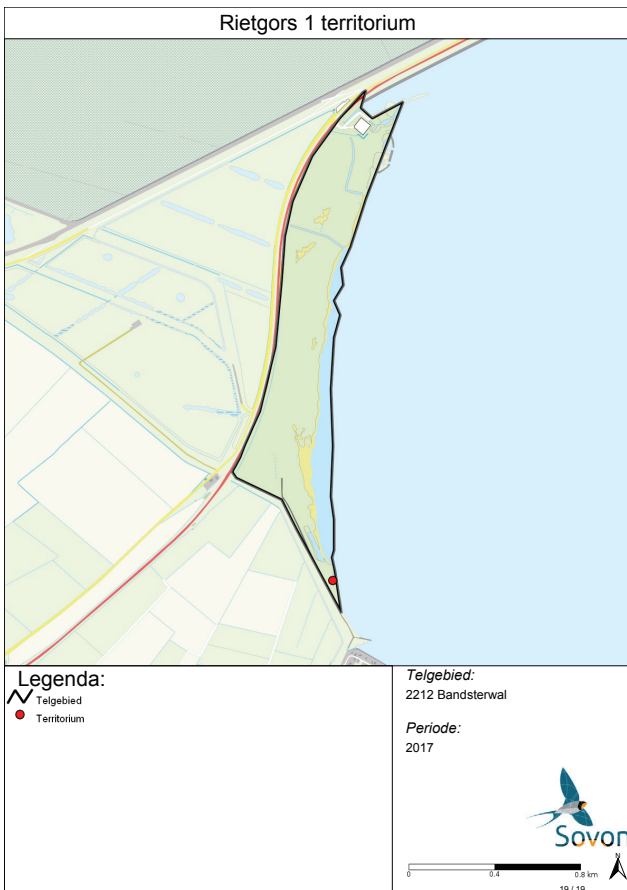 Rietgors 1 territorium
Legenda:
Telgebied
Territorium
Telgebied:
2212 Bandsterwal
Periode:
2017
Sovon
N
0 0.4 0.8 km
19 / 19